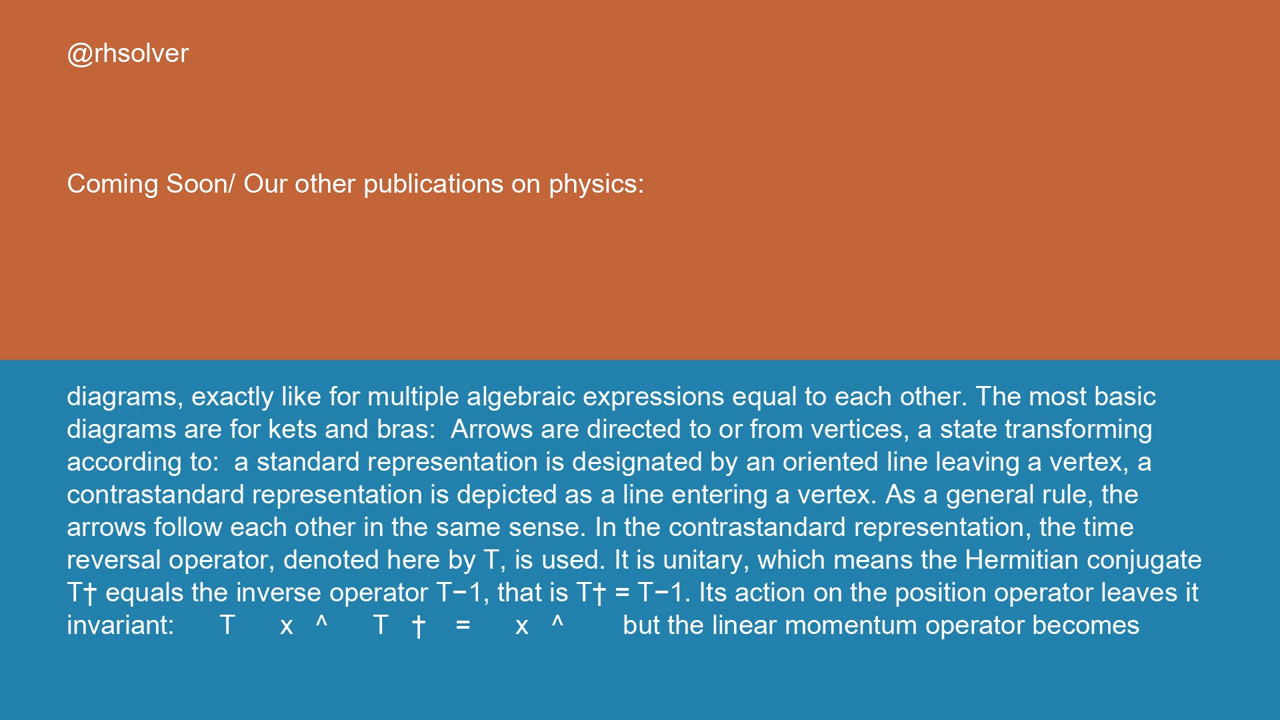 @rhsolver
Coming Soon/ Our other publications on physics:
diagrams, exactly like for multiple algebraic expressions equal to each other. The most basic
diagrams are for kets and bras:  Arrows are directed to or from vertices, a state transforming
according to:  a standard representation is designated by an oriented line leaving a vertex, a
contrastandard representation is depicted as a line entering a vertex. As a general rule, the
arrows follow each other in the same sense. In the contrastandard representation, the time
reversal operator, denoted here by T, is used. It is unitary, which means the Hermitian conjugate
T† equals the inverse operator T−1, that is T† = T−1. Its action on the position operator leaves it
invariant:      T      x   ^      T   †    =      x   ^        but the linear momentum operator becomes